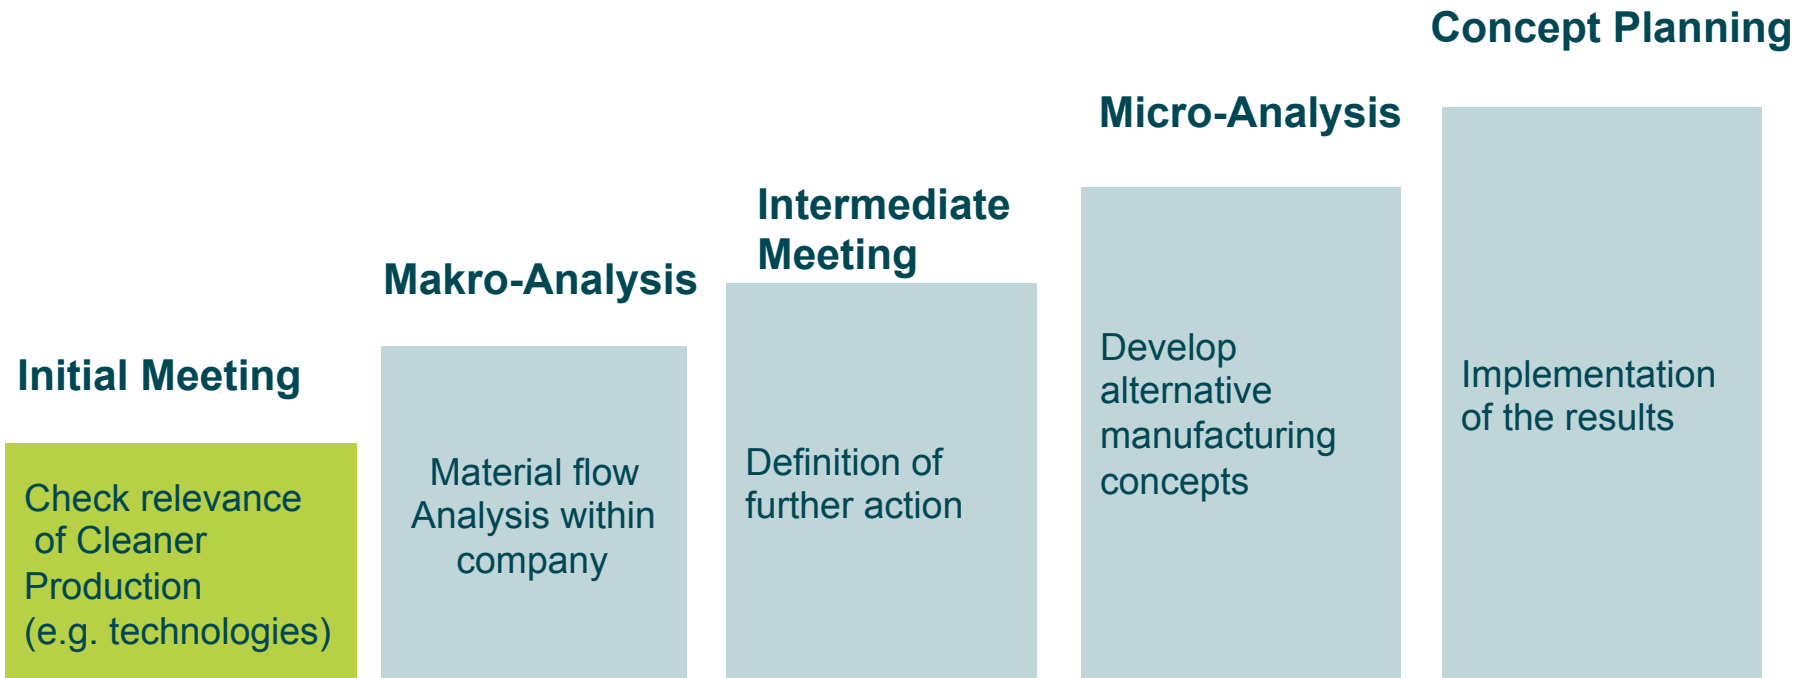 Initial Meeting
Check relevance
of Cleaner
Production
(e.g. technologies)
Makro-Analysis
Material flow
Analysis within
company
Intermediate
Meeting
Definition of
further action
Micro-Analysis
Develop
alternative
manufacturing
concepts
Concept Planning
Implementation
of the results